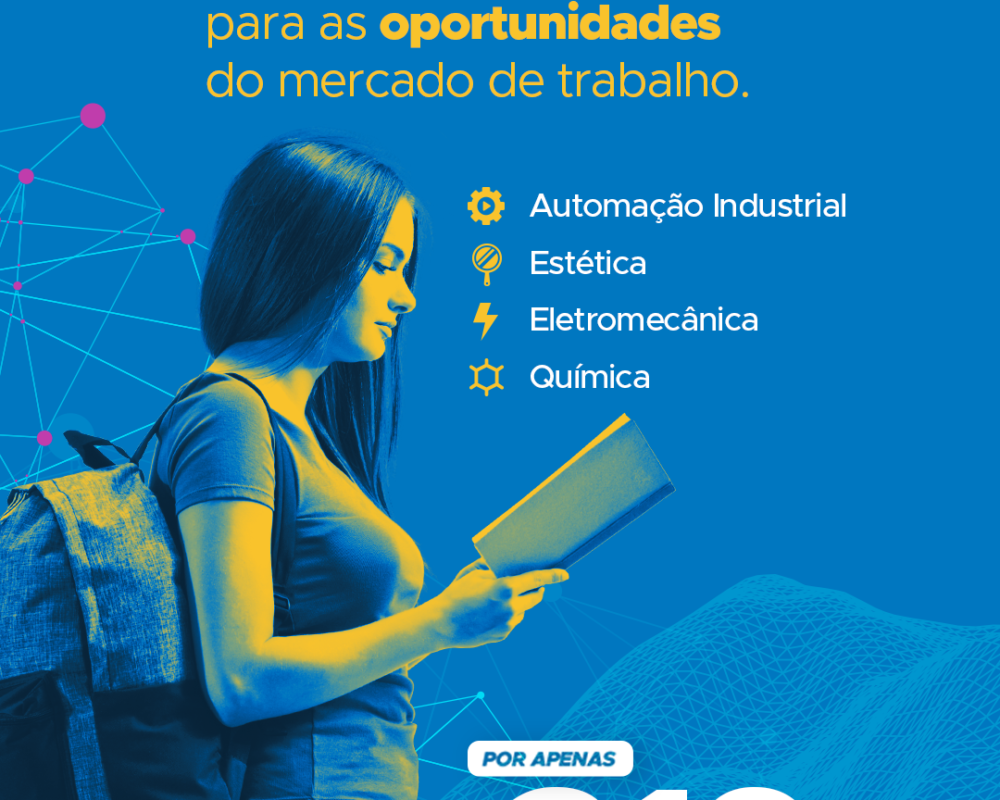 para as oportunidades
do mercado de trabalho.
Automação Industrial
Estética
Eletromecânica
Química
POR APENAS